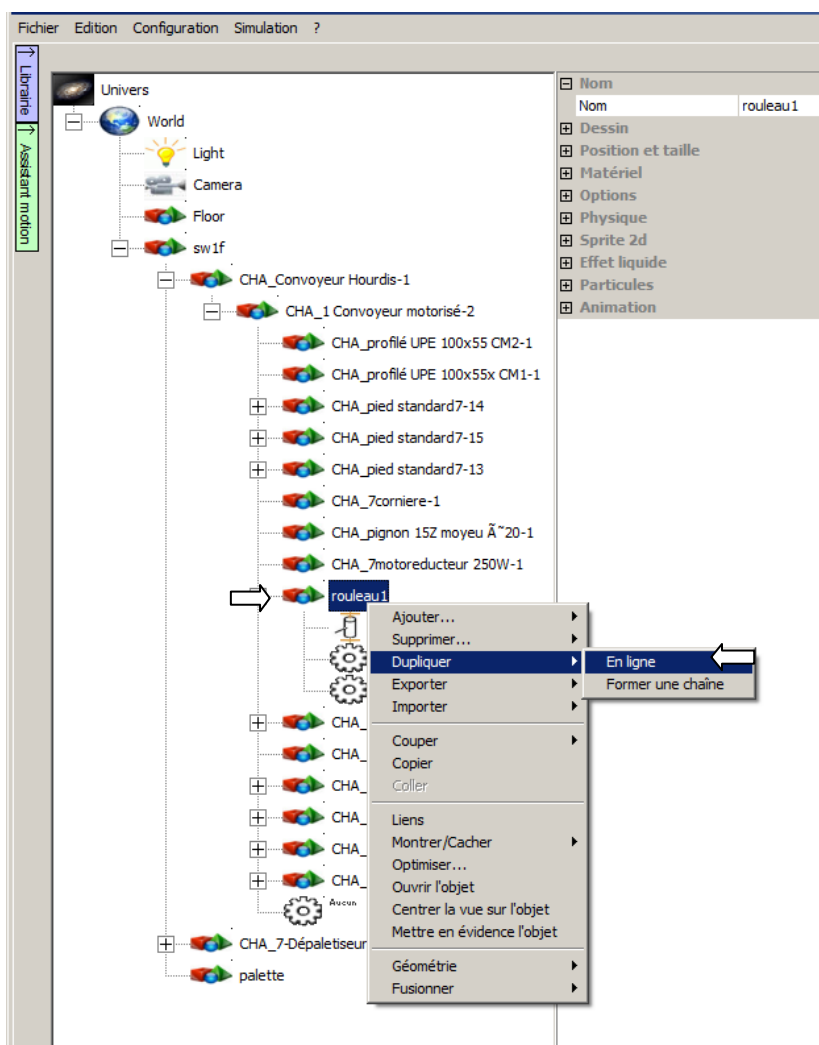 Fichier Edition Configuration Simulation ?
Librairie
Assistant motion
Univers
World
Light
Camera
Floor
sw1f
CHA_Convoyeur Hourdis-1
CHA_1 Convoyeur motorisé-2
CHA_profilé UPE 100x55 CM2-1
CHA_profilé UPE 100x55x CM1-1
CHA_pied standard7-14
CHA_pied standard7-15
CHA_pied standard7-13
CHA_7corniere-1
CHA_pignon 15Z moyeu Ã˜20-1
CHA_7motoreducteur 250W-1
rouleau1
CHA_
CHA_
CHA_
CHA_
CHA_
CHA_
Aucun
CHA_7-Dépaletiseur
palette
Ajouter...
Supprimer...
Dupliquer
Exporter
Importer
Couper
Copier
Coller
Liens
Montrer/Cacher
Optimiser...
Ouvrir l'objet
Centrer la vue sur l'objet
Mettre en évidence l'objet
Géométrie
Fusionner
En ligne
Former une chaîne
Nom
Nom rouleau1
Dessin
Position et taille
Matériel
Options
Physique
Sprite 2d
Effet liquide
Particules
Animation